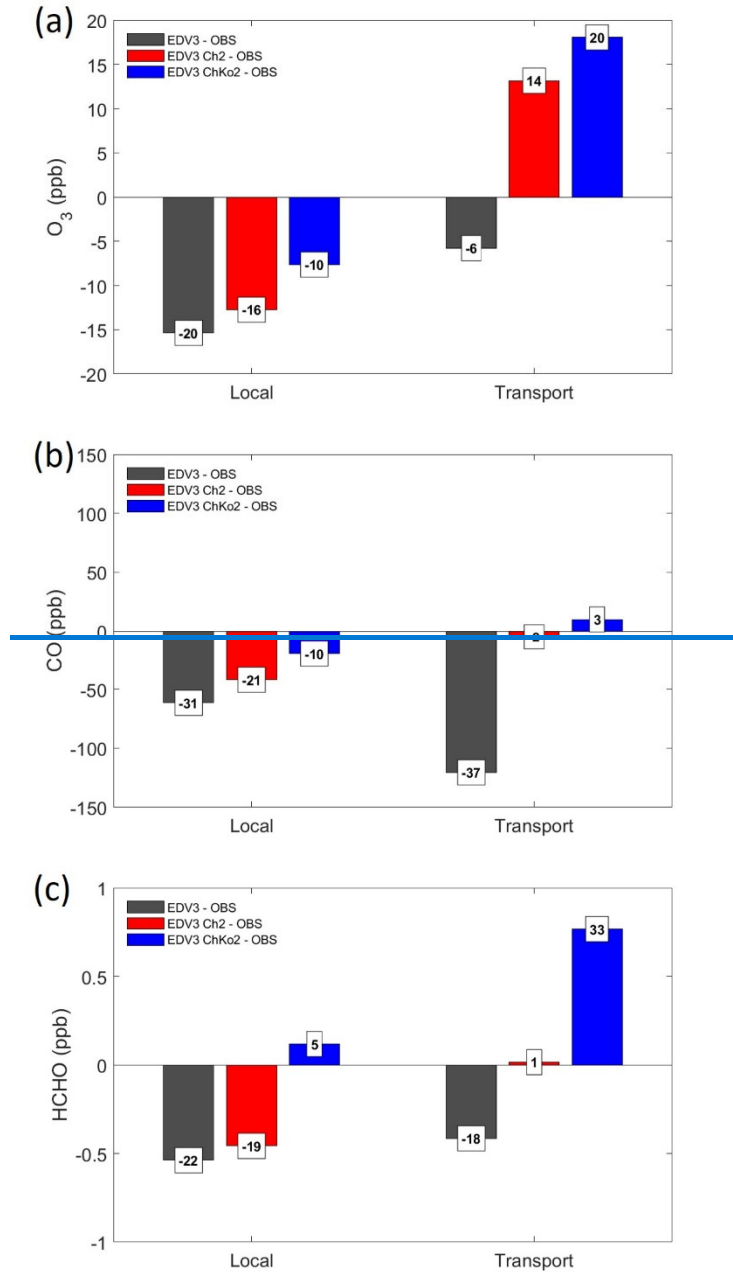 (a)
20
15
10
5
0
-5
-10
-15
-20
O3 (ppb)
EDV3 - OBS
EDV3 Ch2 - OBS
EDV3 ChKo2 - OBS
-20
-16
-10
-6
14
20
Local Transport
(b)
150
100
50
0
-50
-100
-150
CO (ppb)
EDV3 - OBS
EDV3 Ch2 - OBS
EDV3 ChKo2 - OBS
-31
-21
-10
-37
3
Local Transport
(c)
1
0.5
0
-0.5
-1
HCHO (ppb)
EDV3 - OBS
EDV3 Ch2 - OBS
EDV3 ChKo2 - OBS
-22
-19
5
-18
1
33
Local Transport